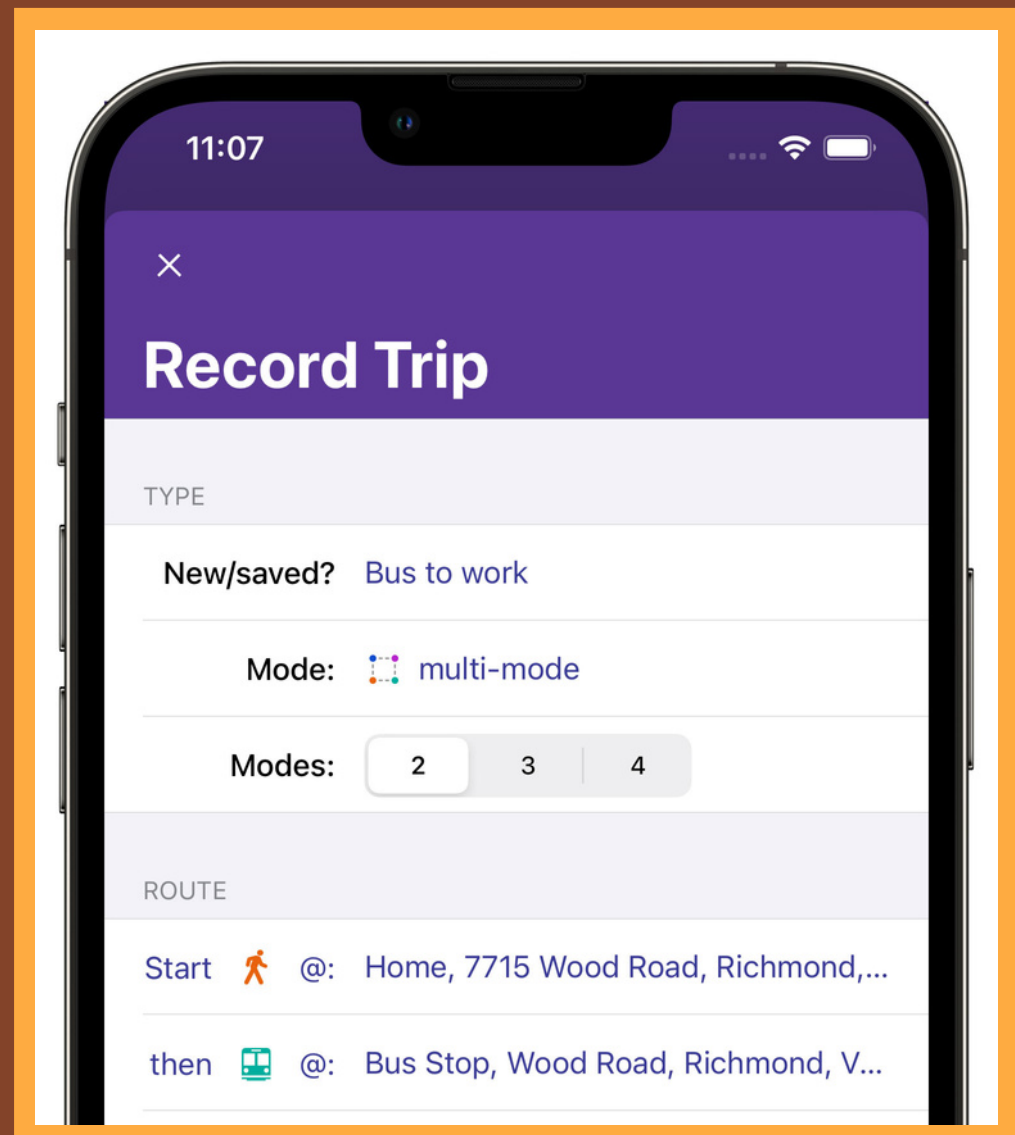 11:07
Record Trip
TYPE
New/saved? Bus to work
Mode: multi-mode
Modes: 2 3 4
ROUTE
Start @: Home, 7715 Wood Road, Richmond,...
then @: Bus Stop, Wood Road, Richmond, V...